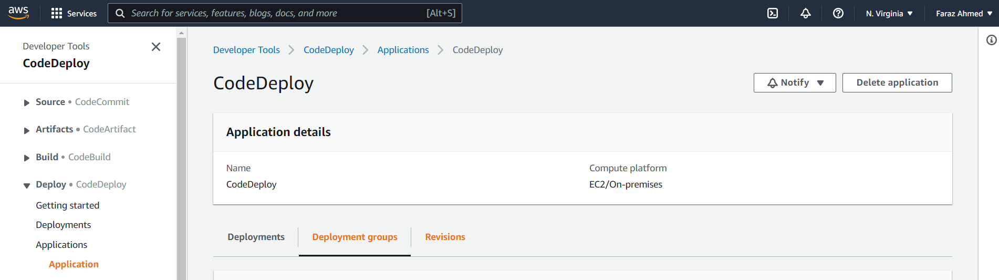 aws Services Search for services, features, blogs, docs, and more [Alt+S] N. Virginia Faraz Ahmed
Developer Tools
CodeDeploy
Source • CodeCommit
Artifacts • CodeArtifact
Build • CodeBuild
Deploy • CodeDeploy
Getting started
Deployments
Applications
Application
Developer Tools CodeDeploy Applications CodeDeploy
CodeDeploy
Notify
Delete application
Application details
Name
CodeDeploy
Compute platform
EC2/On-premises
Deployments
Deployment groups
Revisions